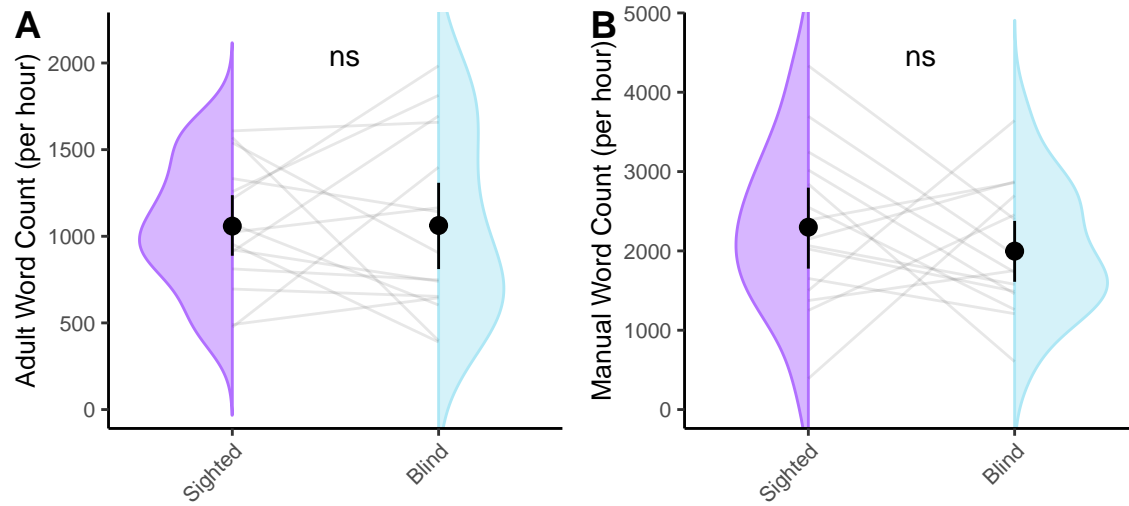 A
Adult Word Count (per hour)
2000
1500
1000
500
0
ns
Sighted
Blind
B
Manual Word Count (per hour)
5000
4000
3000
2000
1000
0
ns
Sighted
Blind